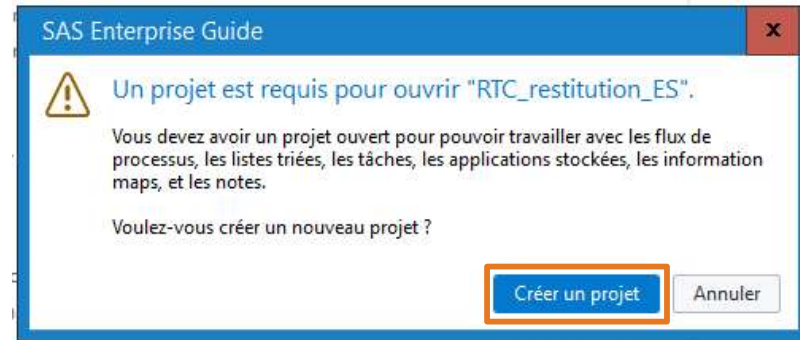 SAS Enterprise Guide
x
Un projet est requis pour ouvrir "RTC_restitution_ES".
Vous devez avoir un projet ouvert pour pouvoir travailler avec les flux de
processus, les listes triées, les tâches, les applications stockées, les information
maps, et les notes.
Voulez-vous créer un nouveau projet ?
Créer un projet
Annuler